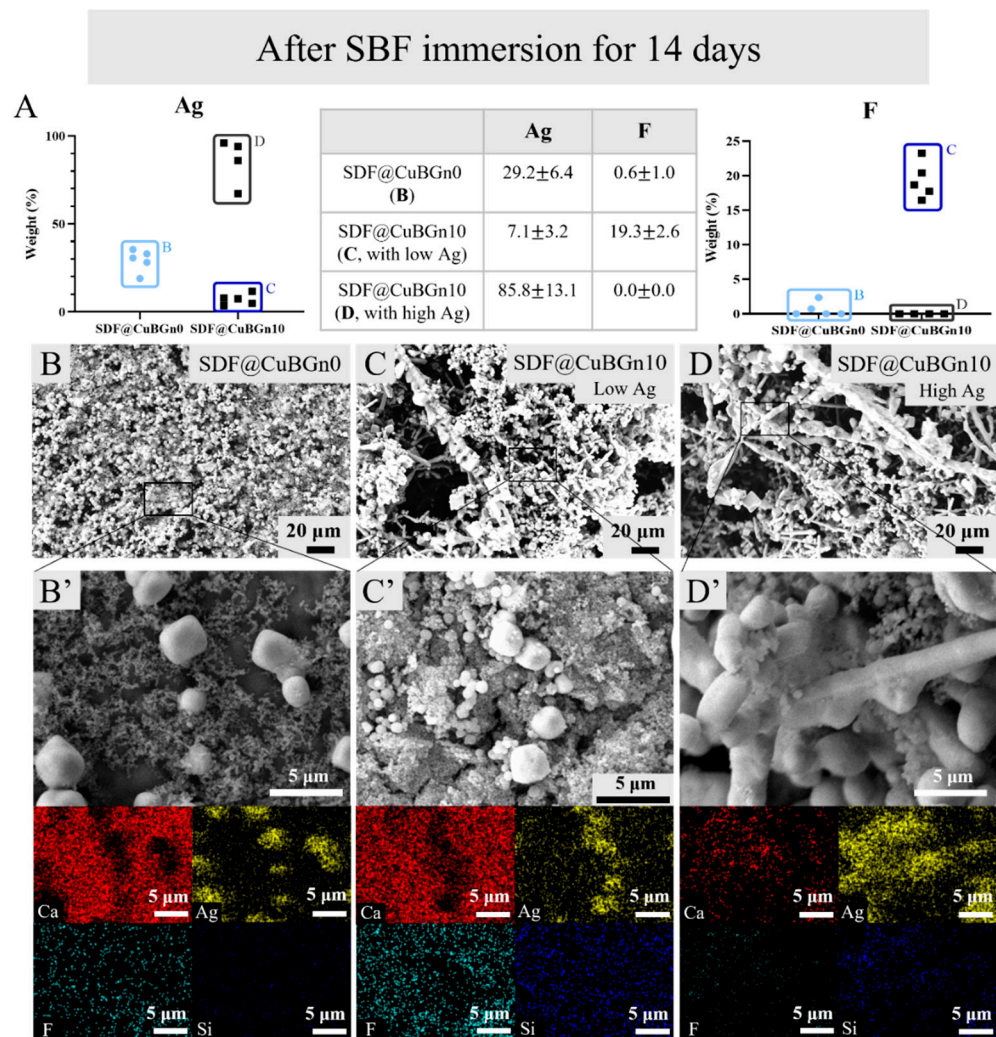 After SBF immersion for 14 days
A
Ag
Weight (%)
100
50
0
D
B
C
SDF@CuBGn0 SDF@CuBGn10
Ag F
SDF@CuBGn0
(B)
29.2±6.4 0.6±1.0
SDF@CuBGn10
(C, with low Ag)
7.1±3.2 19.3±2.6
SDF@CuBGn10
(D, with high Ag)
85.8±13.1 0.0±0.0
F
Weight (%)
25
20
15
10
5
0
C
B
D
SDF@CuBGn0 SDF@CuBGn10
B SDF@CuBGn0
20 μm
C SDF@CuBGn10
Low Ag
20 μm
D SDF@CuBGn10
High Ag
20 μm
B'
5 μm
C'
5 μm
D'
5 μm
Ca 5 μm
Ag 5 μm
Ca 5 μm
Ag 5 μm
Ca 5 μm
Ag 5 μm
F 5 μm
Si 5 μm
F 5 μm
Si 5 μm
F 5 μm
Si 5 μm